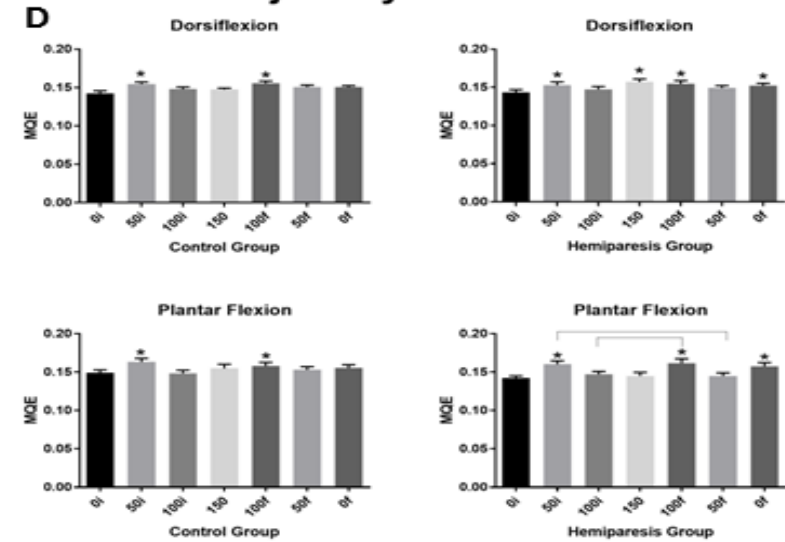 D
Dorsiflexion
0.20
0.15
0.10
0.05
0.00
MQE
* *
0i 50i 100i 150 100f 50f 0f
Control Group
Dorsiflexion
0.20
0.15
0.10
0.05
0.00
MQE
* * * *
0i 50i 100i 150 100f 50f 0f
Hemiparesis Group
Plantar Flexion
0.20
0.15
0.10
0.05
0.00
MQE
* *
0i 50i 100i 150 100f 50f 0f
Control Group
Plantar Flexion
0.20
0.15
0.10
0.05
0.00
MQE
* * *
0i 50i 100i 150 100f 50f 0f
Hemiparesis Group